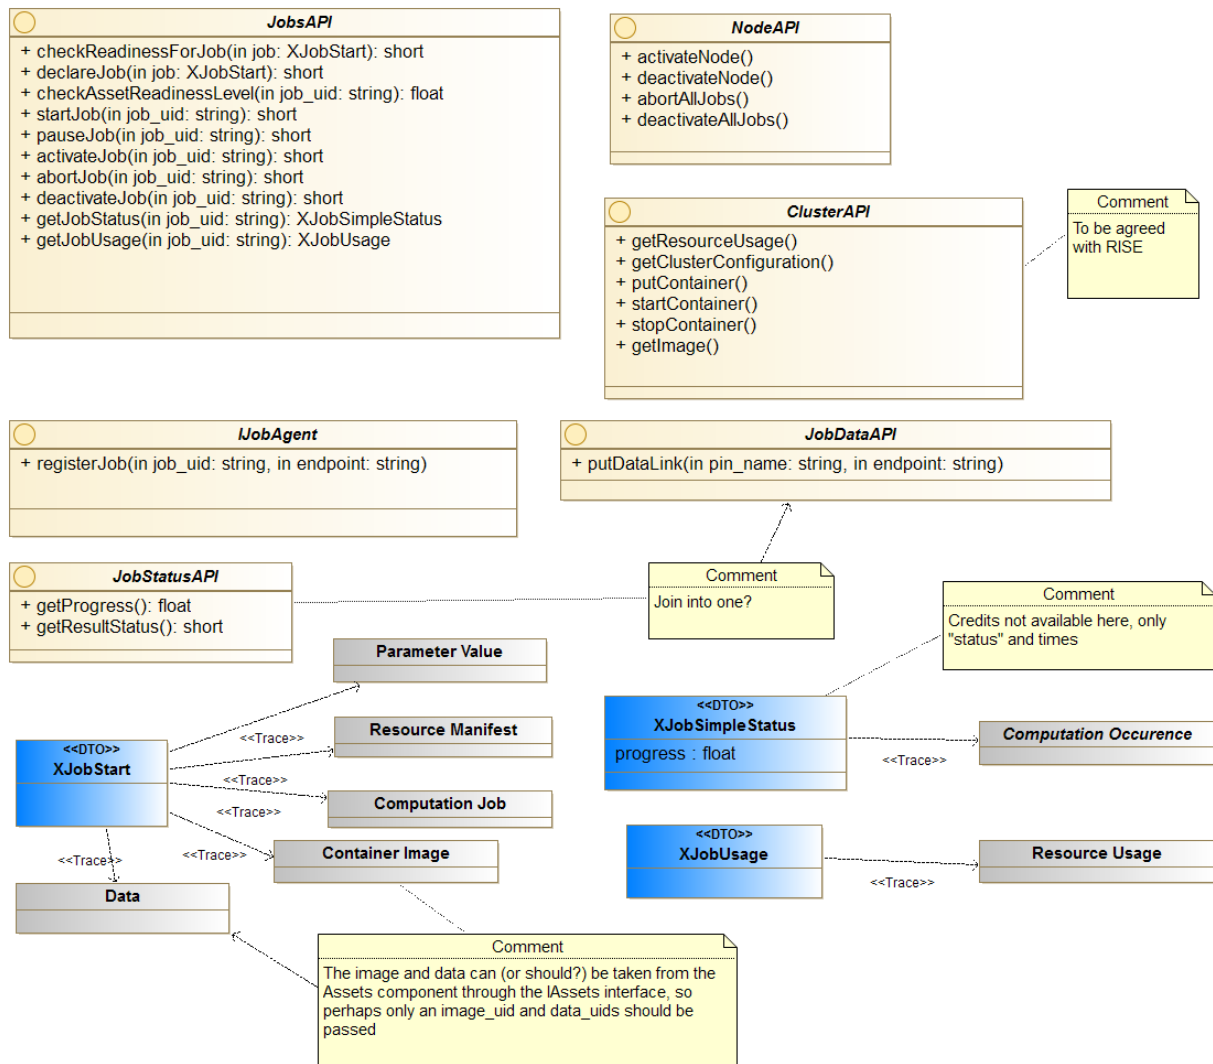 JobsAPI
+ checkReadinessForJob(in job: XJobStart): short
+ declareJob(in job: XJobStart): short
+ checkAssetReadinessLevel(in job_uid: string): float
+ startJob(in job_uid: string): short
+ pauseJob(in job_uid: string): short
+ activateJob(in job_uid: string): short
+ abortJob(in job_uid: string): short
+ deactivateJob(in job_uid: string): short
+ getJobStatus(in job_uid: string): XJobSimpleStatus
+ getJobUsage(in job_uid: string): XJobUsage
NodeAPI
+ activateNode()
+ deactivateNode()
+ abortAllJobs()
+ deactivateAllJobs()
ClusterAPI
+ getResourceUsage()
+ getClusterConfiguration()
+ putContainer()
+ startContainer()
+ stopContainer()
+ getImage()
Comment
To be agreed
with RISE
IJobAgent
+ registerJob(in job_uid: string, in endpoint: string)
JobDataAPI
+ putDataLink(in pin_name: string, in endpoint: string)
JobStatusAPI
+ getProgress(): float
+ getResultStatus(): short
Comment
Join into one?
Comment
Credits not available here, only
"status" and times
Parameter Value
<<Trace>>
Resource Manifest
<<DTO>>
XJobStart
<<Trace>>
Computation Job
<<Trace>>
Container Image
<<Trace>>
<<Trace>>
Data
<<DTO>>
XJobSimpleStatus
progress : float
<<Trace>>
Computation Occurence
<<DTO>>
XJobUsage
<<Trace>>
Resource Usage
Comment
The image and data can (or should?) be taken from the
Assets component through the IAssets interface, so
perhaps only an image_uid and data_uids should be
passed